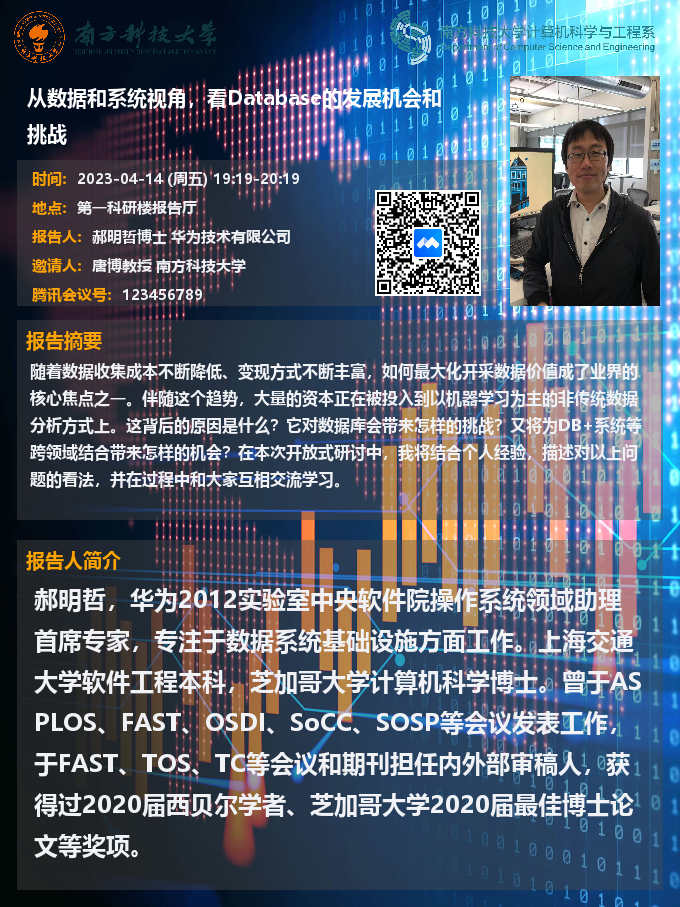 南方科技大学
SOUTHERN UNIVERSITY OF SCIENCE AND TECHNOLOGY
南方科技大学计算机科学与工程系
Department of Computer Science and Engineering
从数据和系统视角，看Database的发展机会和
挑战
时间：2023-04-14 (周五) 19:19-20:19
地点：第一科研楼报告厅
报告人：郝明哲博士 华为技术有限公司
邀请人：唐博教授 南方科技大学
腾讯会议号：123456789
报告摘要
随着数据收集成本不断降低、变现方式不断丰富，如何最大化开采数据价值成了业界的
核心焦点之一。伴随这个趋势，大量的资本正在被投入到以机器学习为主的非传统数据
分析方式上。这背后的原因是什么？它对数据库会带来怎样的挑战？又将为DB+系统等
跨领域结合带来怎样的机会？在本次开放式研讨中，我将结合个人经验，描述对以上问
题的看法，并在过程中和大家互相交流学习。
报告人简介
郝明哲，华为2012实验室中央软件院操作系统领域助理
首席专家，专注于数据系统基础设施方面工作。上海交通
大学软件工程本科，芝加哥大学计算机科学博士。曾于AS
PLOS、FAST、OSDI、SoCC、SOSP等会议发表工作，
于FAST、TOS、TC等会议和期刊担任内外部审稿人，获
得过2020届西贝尔学者、芝加哥大学2020届最佳博士论
文等奖项。